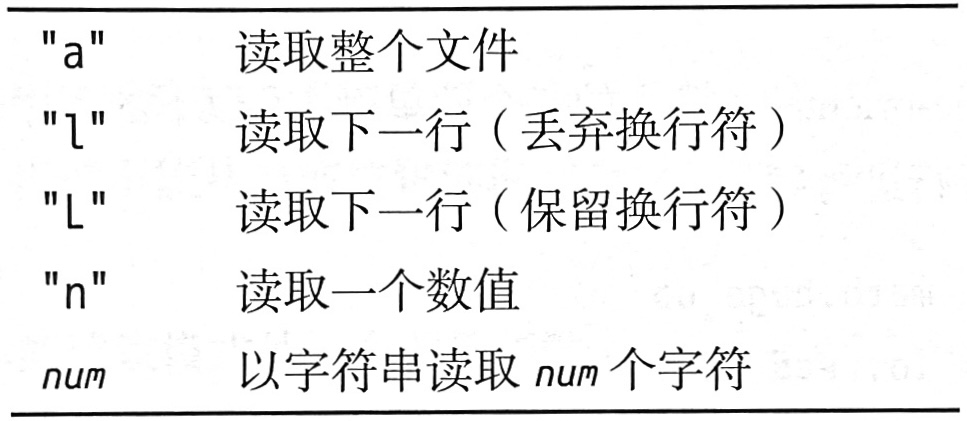 "a" 读取整个文件
"l" 读取下一行（丢弃换行符）
"L" 读取下一行（保留换行符）
"n" 读取一个数值
num 以字符串读取 num 个字符